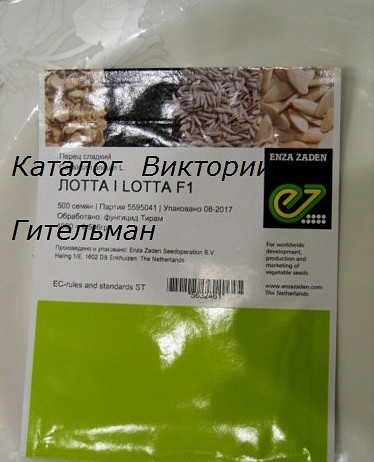 ENZA ZADEN
Перец сладкий
L.
Каталог Виктории
ЛОТТА I LOTTA F1
500 семян | Партия 5595041 | Упаковано 08-2017
Обработано: фунгицид Тирам
Гительман
Произведено и упаковано: Enza Zaden Seedoperation B.V.
Haling 1/E, 1602 DB Enkhuizen, The Netherlands
For worldwide
development,
production and
marketing of
vegetable seeds
EC-rules and standards ST
www.enzazaden.com
The Netherlands